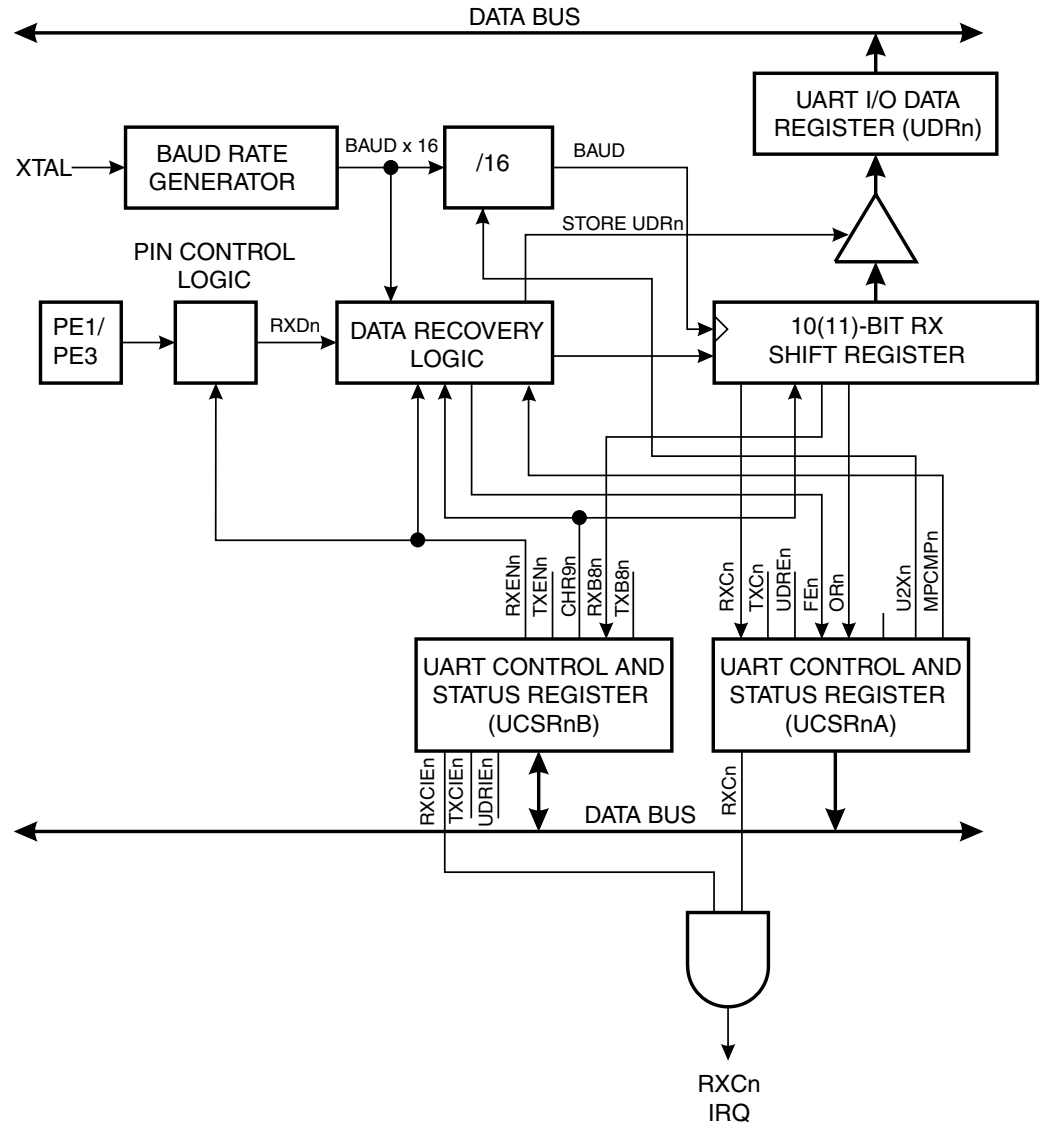 DATA BUS
UART I/O DATA
REGISTER (UDRn)
XTAL
BAUD RATE
GENERATOR
BAUD x 16
/16
BAUD
STORE UDRn
PIN CONTROL
LOGIC
PE1/
PE3
RXDn
DATA RECOVERY
LOGIC
10(11)-BIT RX
SHIFT REGISTER
RXENn
TXENn
CHR9n
RXB8n
TXB8n
RXCn
TXCn
UDREn
FEn
ORn
U2Xn
MPCMPn
UART CONTROL AND
STATUS REGISTER
(UCSRnB)
UART CONTROL AND
STATUS REGISTER
(UCSRnA)
RXCIEn
TXCIEn
UDRIEn
RXCn
DATA BUS
RXCn
IRQ